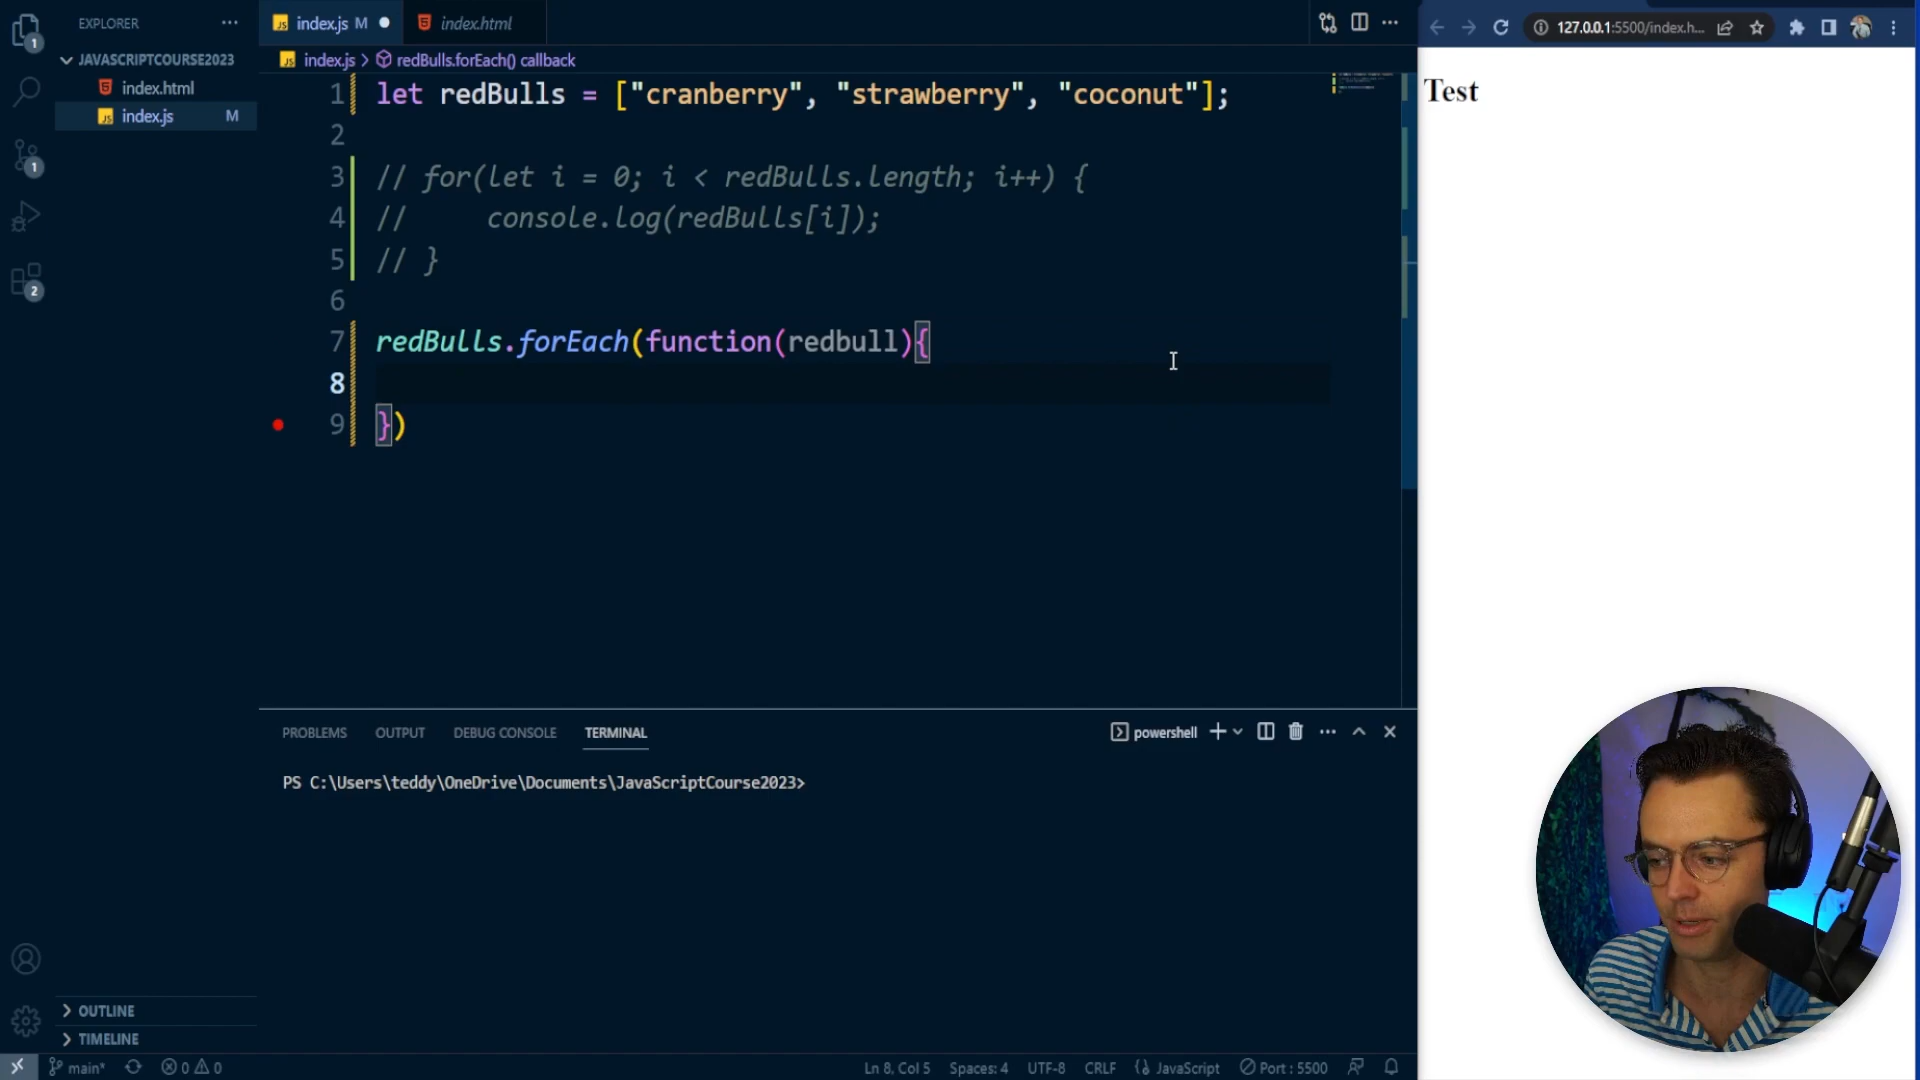 EXPLORER
1
JAVASCRIPTCOURSE2023
index.html
index.js M
1
2
OUTLINE
TIMELINE
index.js M
index.html
index.js > redBulls.forEach() callback
1 let redBulls = ["cranberry", "strawberry", "coconut"];
2
3 // for(let i = 0; i < redBulls.length; i++) {
4 //     console.log(redBulls[i]);
5 // }
6
7 redBulls.forEach(function(redbull){
8
9 })
PROBLEMS OUTPUT DEBUG CONSOLE TERMINAL
powershell
PS C:\Users\teddy\OneDrive\Documents\JavaScriptCourse2023>
main* 0 0 Ln 8, Col 5 Spaces: 4 UTF-8 CRLF JavaScript Port : 5500
127.0.0.1:5500/index.h...
Test